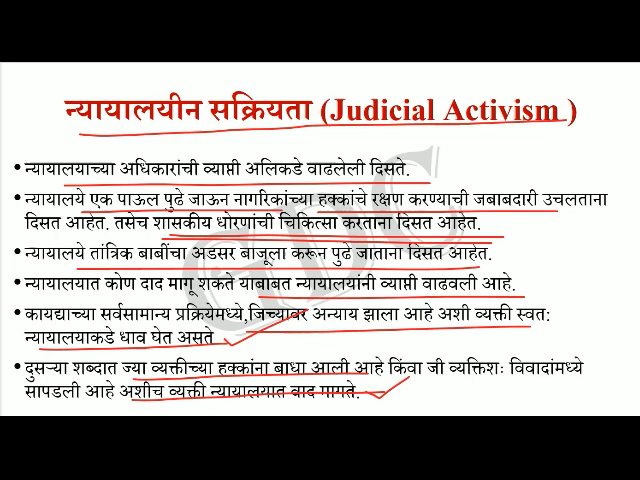 न्यायालयीन सक्रियता (Judicial Activism )
• न्यायालयाच्या अधिकारांची व्याप्ती अलिकडे वाढलेली दिसते.
• न्यायालये एक पाऊल पुढे जाऊन नागरिकांच्या हक्कांचे रक्षण करण्याची जबाबदारी उचलताना
दिसत आहेत. तसेच शासकीय धोरणांची चिकित्सा करताना दिसत आहेत.
• न्यायालये तांत्रिक बाबींचा अडसर बाजूला करून पुढे जाताना दिसत आहेत.
• न्यायालयात कोण दाद मागू शकते याबाबत न्यायालयांनी व्याप्ती वाढवली आहे.
• कायद्याच्या सर्वसामान्य प्रक्रियेमध्ये,जिच्यावर अन्याय झाला आहे अशी व्यक्ती स्वत:
न्यायालयाकडे धाव घेत असते
• दुसऱ्या शब्दात ज्या व्यक्तीच्या हक्कांना बाधा आली आहे किंवा जी व्यक्तिशः विवादांमध्ये
सापडली आहे अशीच व्यक्ती न्यायालयात वाद मागते.
GDC